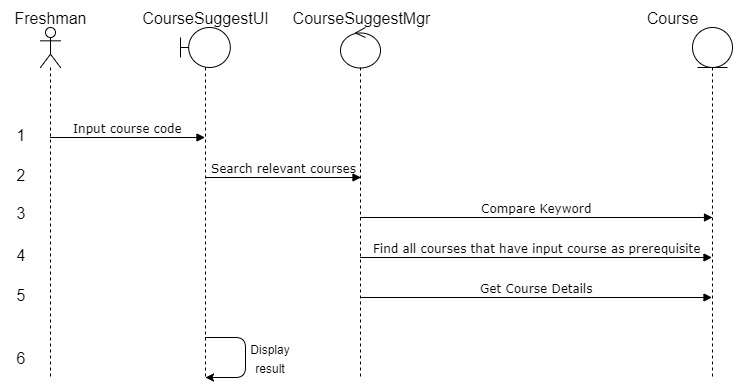 Freshman CourseSuggestUI CourseSuggestMgr Course
1 Input course code
2 Search relevant courses
3 Compare Keyword
4 Find all courses that have input course as prerequisite
5 Get Course Details
6 Display
result